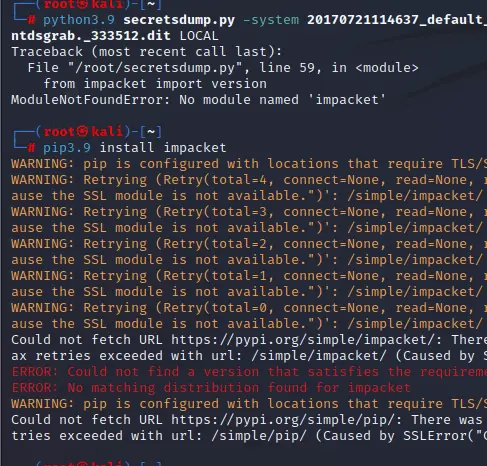 ┌──(root㉿kali)-[~]
└─# python3.9 secretsdump.py -system 20170721114637_default_
ntdsgrab._333512.dit LOCAL
Traceback (most recent call last):
  File "/root/secretsdump.py", line 59, in <module>
    from impacket import version
ModuleNotFoundError: No module named 'impacket'
┌──(root㉿kali)-[~]
└─# pip3.9 install impacket
WARNING: pip is configured with locations that require TLS/S
WARNING: Retrying (Retry(total=4, connect=None, read=None, r
ause the SSL module is not available.")': /simple/impacket/
WARNING: Retrying (Retry(total=3, connect=None, read=None, r
ause the SSL module is not available.")': /simple/impacket/
WARNING: Retrying (Retry(total=2, connect=None, read=None, r
ause the SSL module is not available.")': /simple/impacket/
WARNING: Retrying (Retry(total=1, connect=None, read=None, r
ause the SSL module is not available.")': /simple/impacket/
WARNING: Retrying (Retry(total=0, connect=None, read=None, r
ause the SSL module is not available.")': /simple/impacket/
Could not fetch URL https://pypi.org/simple/impacket/: There
ax retries exceeded with url: /simple/impacket/ (Caused by S
ERROR: Could not find a version that satisfies the requireme
ERROR: No matching distribution found for impacket
WARNING: pip is configured with locations that require TLS/S
Could not fetch URL https://pypi.org/simple/pip/: There was
tries exceeded with url: /simple/pip/ (Caused by SSLError("C